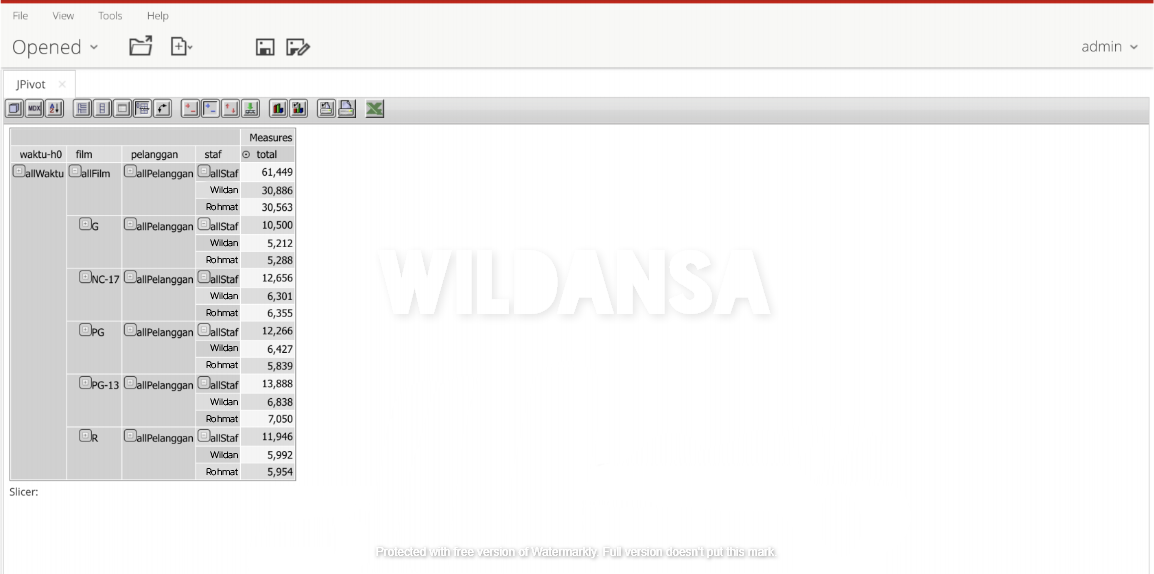 File View Tools Help
Opened admin
JPivot
MDX
Measures
waktu-h0 film pelanggan staf total
allWaktu allFilm allPelanggan allStaf 61,449
Wildan 30,886
Rohmat 30,563
G allPelanggan allStaf 10,500
Wildan 5,212
Rohmat 5,288
NC-17 allPelanggan allStaf 12,656
Wildan 6,301
Rohmat 6,355
PG allPelanggan allStaf 12,266
Wildan 6,427
Rohmat 5,839
PG-13 allPelanggan allStaf 13,888
Wildan 6,838
Rohmat 7,050
R allPelanggan allStaf 11,946
Wildan 5,992
Rohmat 5,954
Slicer:
WILDANSA
Protected with free version of Watermarkly. Full version doesn't put this mark.